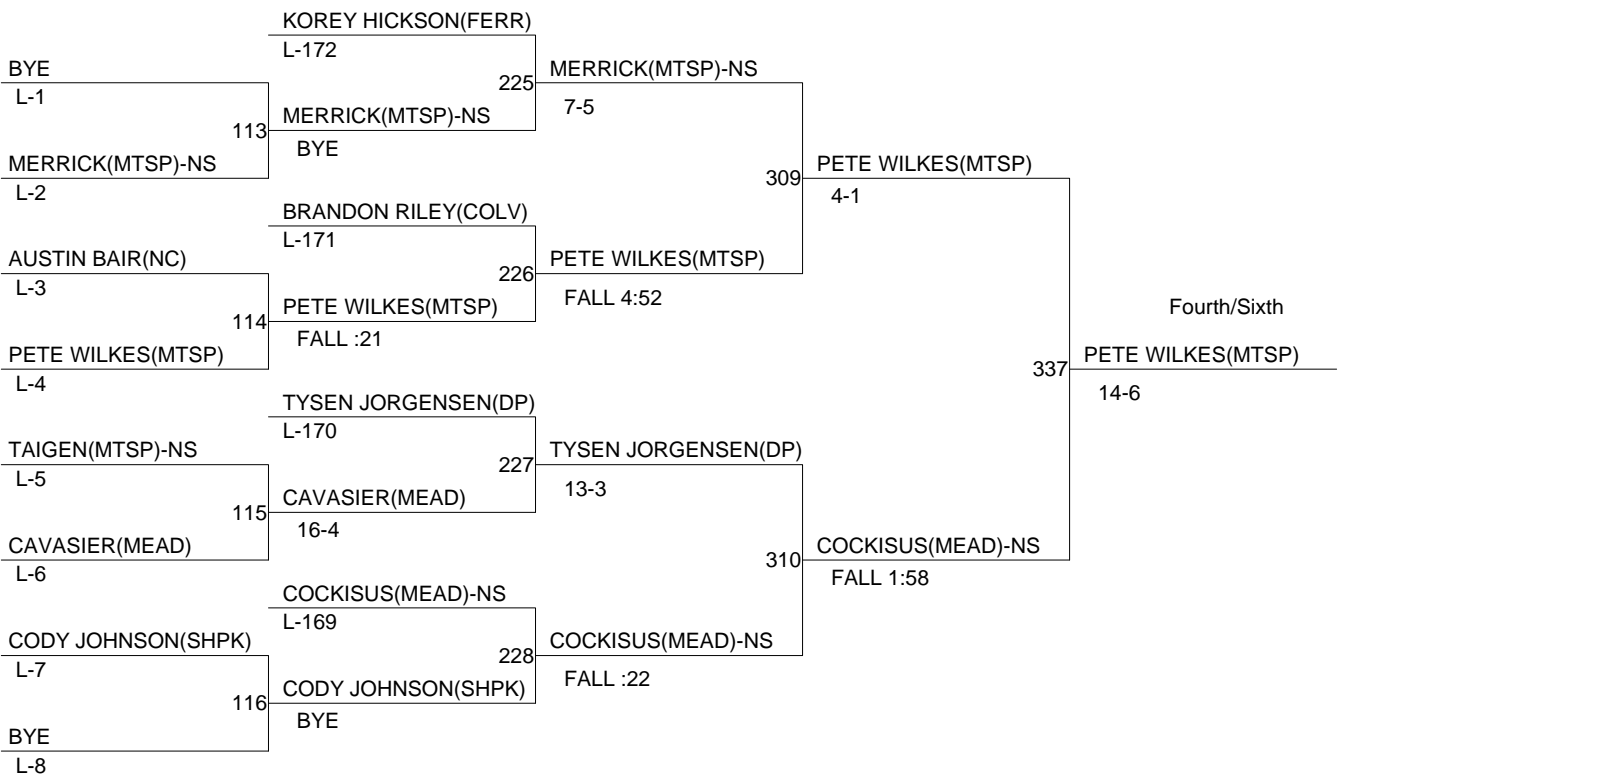 KOREY HICKSON(FERR)
L-172
BYE
L-1
225
MERRICK(MTSP)-NS
7-5
113
MERRICK(MTSP)-NS
BYE
MERRICK(MTSP)-NS
L-2
309
PETE WILKES(MTSP)
4-1
BRANDON RILEY(COLV)
L-171
AUSTIN BAIR(NC)
L-3
226
PETE WILKES(MTSP)
FALL 4:52
114
PETE WILKES(MTSP)
FALL :21
PETE WILKES(MTSP)
L-4
Fourth/Sixth
337
PETE WILKES(MTSP)
14-6
TYSEN JORGENSEN(DP)
L-170
TAIGEN(MTSP)-NS
L-5
227
TYSEN JORGENSEN(DP)
13-3
115
CAVASIER(MEAD)
16-4
CAVASIER(MEAD)
L-6
310
COCKISUS(MEAD)-NS
FALL 1:58
COCKISUS(MEAD)-NS
L-169
CODY JOHNSON(SHPK)
L-7
228
COCKISUS(MEAD)-NS
FALL :22
116
CODY JOHNSON(SHPK)
BYE
BYE
L-8